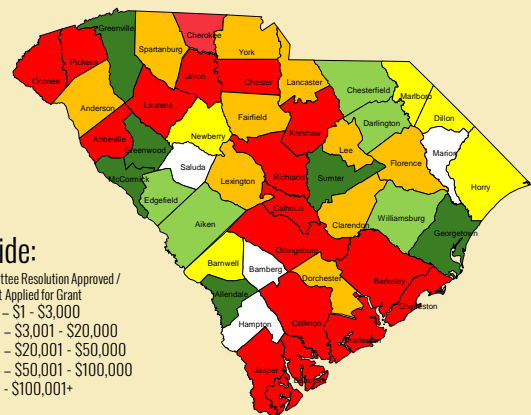 Greenville
Cherokee
Spartanburg
York
Pickens
Oconee
Union
Chester
Lancaster
Chesterfield
Marlboro
Anderson
Laurens
Fairfield
Darlington
Dillon
Newberry
Kershaw
Abbeville
Greenwood
Lee
Marion
Saluda
Florence
McCormick
Lexington
Richland
Sumter
Horry
Edgefield
Calhoun
Williamsburg
Aiken
Clarendon
Georgetown
Orangeburg
Barnwell
Bamberg
Dorchester
Berkeley
Allendale
Charleston
Hampton
Colleton
Charleston
Jasper
ide:
ttee Resolution Approved /
t Applied for Grant
– $1 - $3,000
– $3,001 - $20,000
– $20,001 - $50,000
– $50,001 - $100,000
- $100,001+